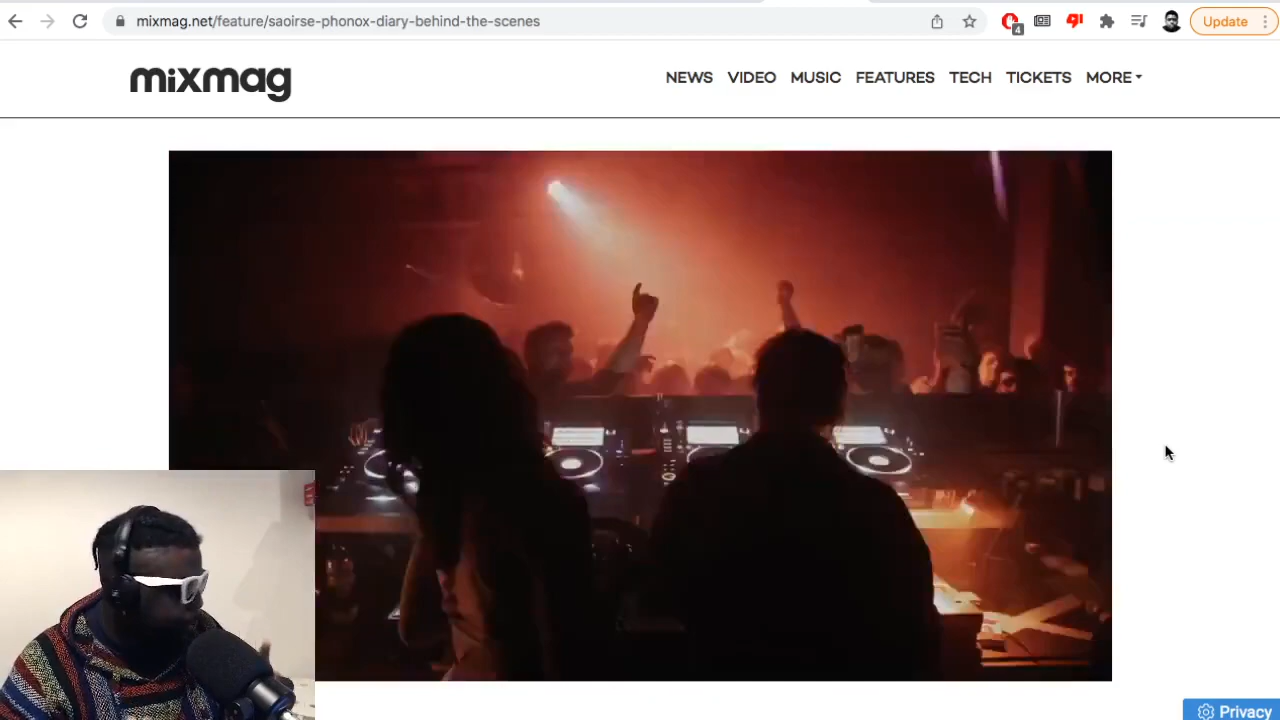 mixmag.net/feature/saoirse-phonox-diary-behind-the-scenes
4
Update
mixmag
NEWS VIDEO MUSIC FEATURES TECH TICKETS MORE
Privacy